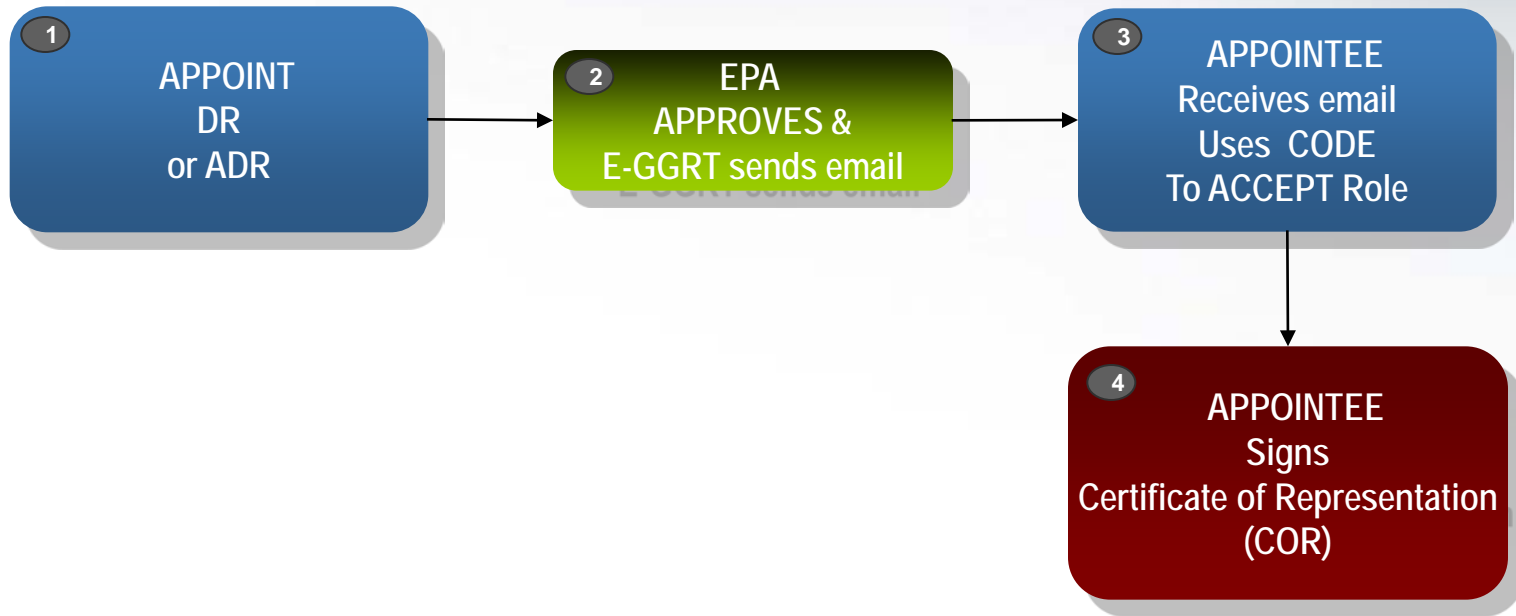 1
APPOINT
DR
or ADR
2
EPA
APPROVES &
E-GGRT sends email
3
APPOINTEE
Receives email
Uses CODE
To ACCEPT Role
4
APPOINTEE
Signs
Certificate of Representation
(COR)